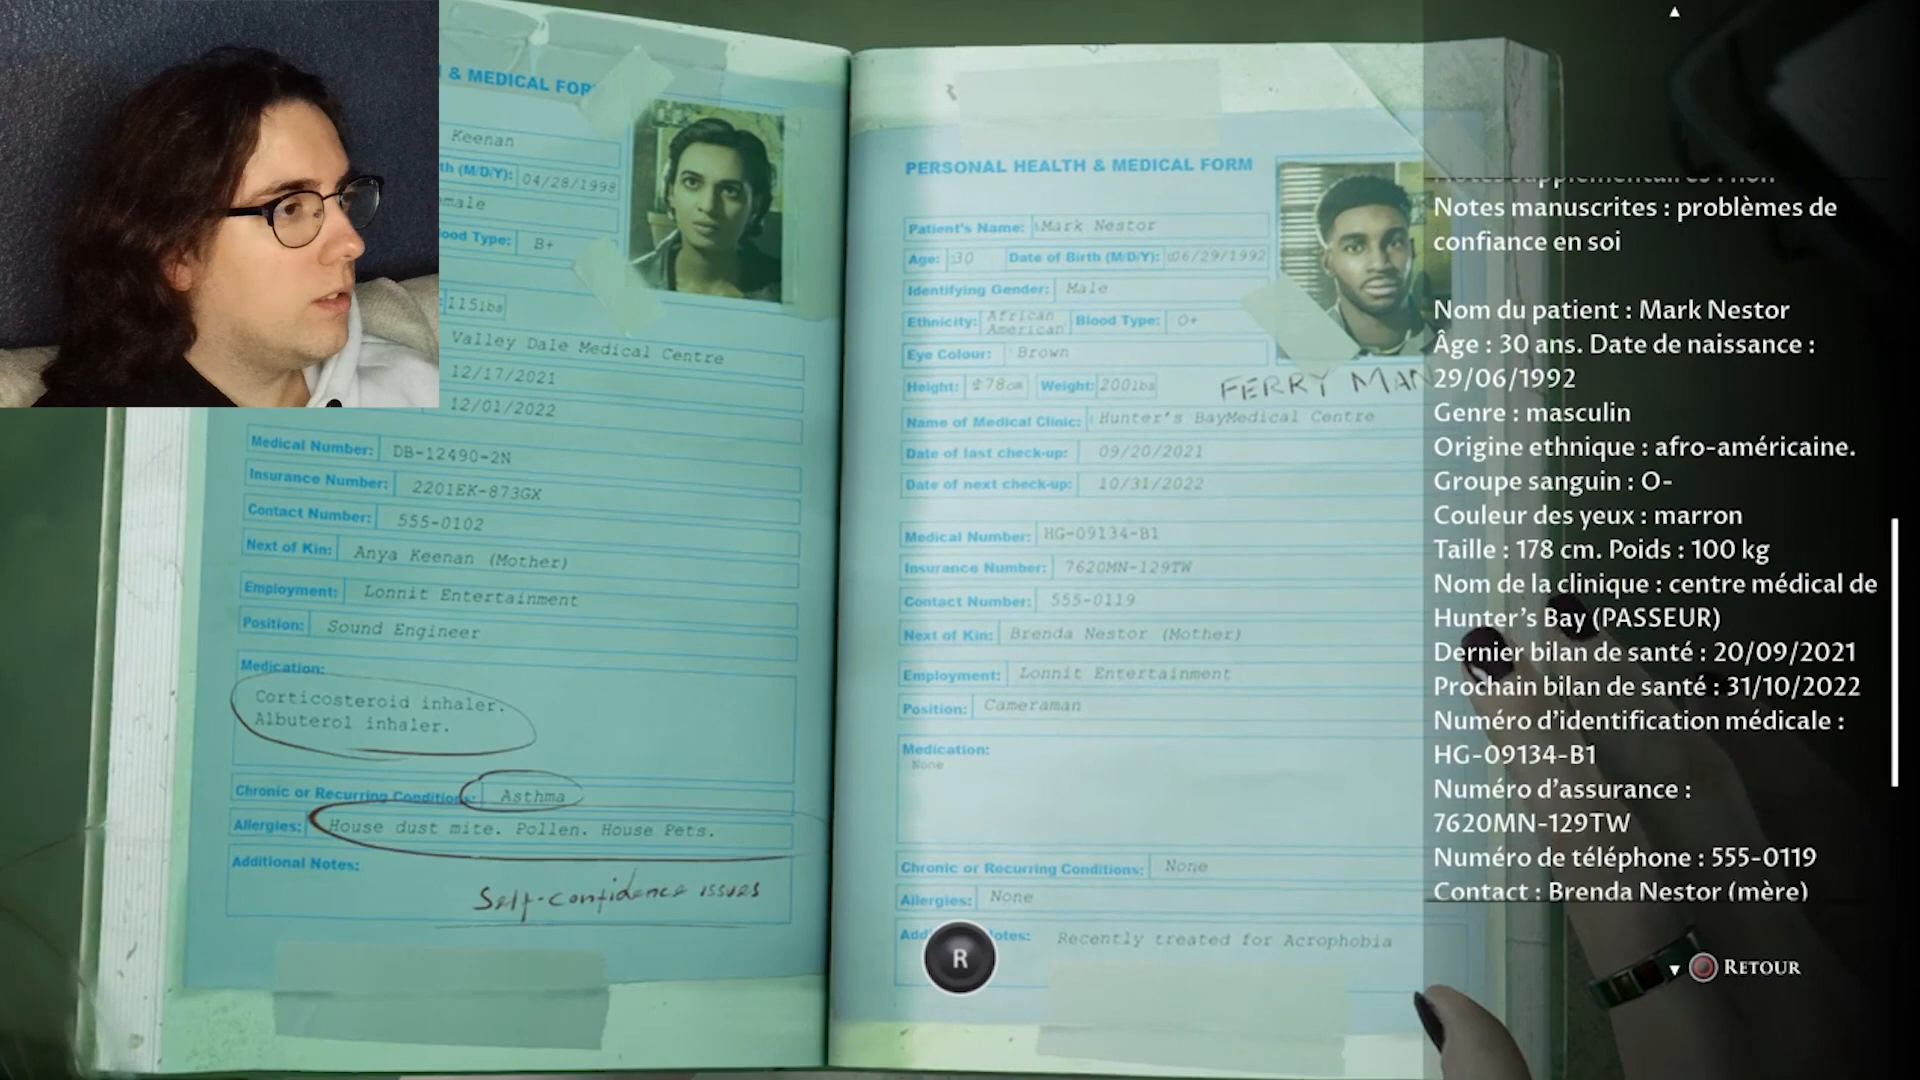 & MEDICAL FOR
Keenan
th (M/D/Y): 04/28/1998
male
ood Type: B+
115lbs
Valley Dale Medical Centre
12/17/2021
12/01/2022
Medical Number: DB-12490-2N
Insurance Number: 2201EK-873GX
Contact Number: 555-0102
Next of Kin: Anya Keenan (Mother)
Employment: Lonnit Entertainment
Position: Sound Engineer
Medication:
Corticosteroid inhaler.
Albuterol inhaler.
Chronic or Recurring Conditions: Asthma
Allergies: House dust mite. Pollen. House Pets.
Additional Notes:
Self-confidence issues
PERSONAL HEALTH & MEDICAL FORM
Patient's Name: Mark Nestor
Age: 30 Date of Birth (M/D/Y): 06/29/1992
Identifying Gender: Male
Ethnicity: African American Blood Type: O+
Eye Colour: Brown
Height: 178cm Weight: 200lbs
FERRY MAN
Name of Medical Clinic: Hunter's BayMedical Centre
Date of last check-up: 09/20/2021
Date of next check-up: 10/31/2022
Medical Number: HG-09134-B1
Insurance Number: 7620MN-129TW
Contact Number: 555-0119
Next of Kin: Brenda Nestor (Mother)
Employment: Lonnit Entertainment
Position: Cameraman
Medication:
None
Chronic or Recurring Conditions: None
Allergies: None
Add otes: Recently treated for Acrophobia
R
Notes supplémentaires : non
Notes manuscrites : problèmes de
confiance en soi
Nom du patient : Mark Nestor
Âge : 30 ans. Date de naissance :
29/06/1992
Genre : masculin
Origine ethnique : afro-américaine.
Groupe sanguin : O-
Couleur des yeux : marron
Taille : 178 cm. Poids : 100 kg
Nom de la clinique : centre médical de
Hunter's Bay (PASSEUR)
Dernier bilan de santé : 20/09/2021
Prochain bilan de santé : 31/10/2022
Numéro d'identification médicale :
HG-09134-B1
Numéro d'assurance :
7620MN-129TW
Numéro de téléphone : 555-0119
Contact : Brenda Nestor (mère)
RETOUR